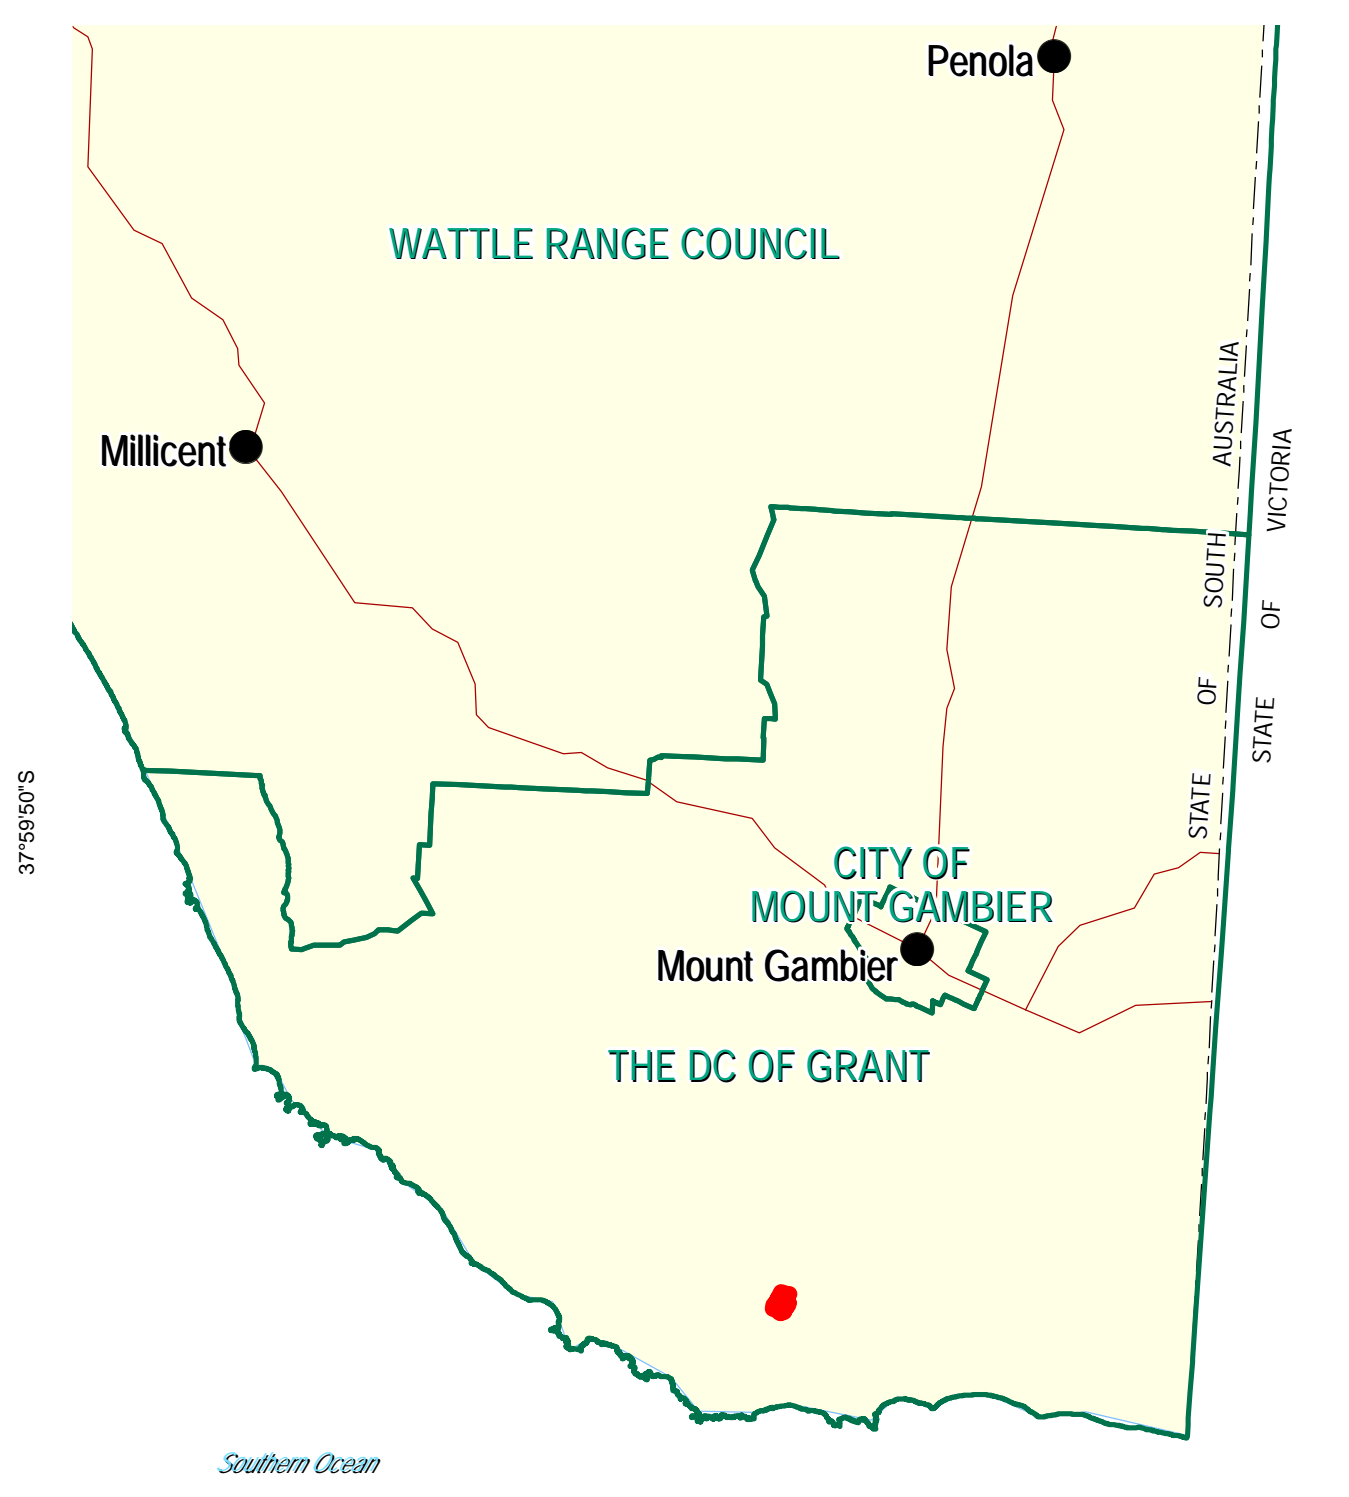 Penola
WATTLE RANGE COUNCIL
Millicent
STATE OF SOUTH AUSTRALIA
STATE OF VICTORIA
37°59'50"S
CITY OF
MOUNT GAMBIER
Mount Gambier
THE DC OF GRANT
Southern Ocean